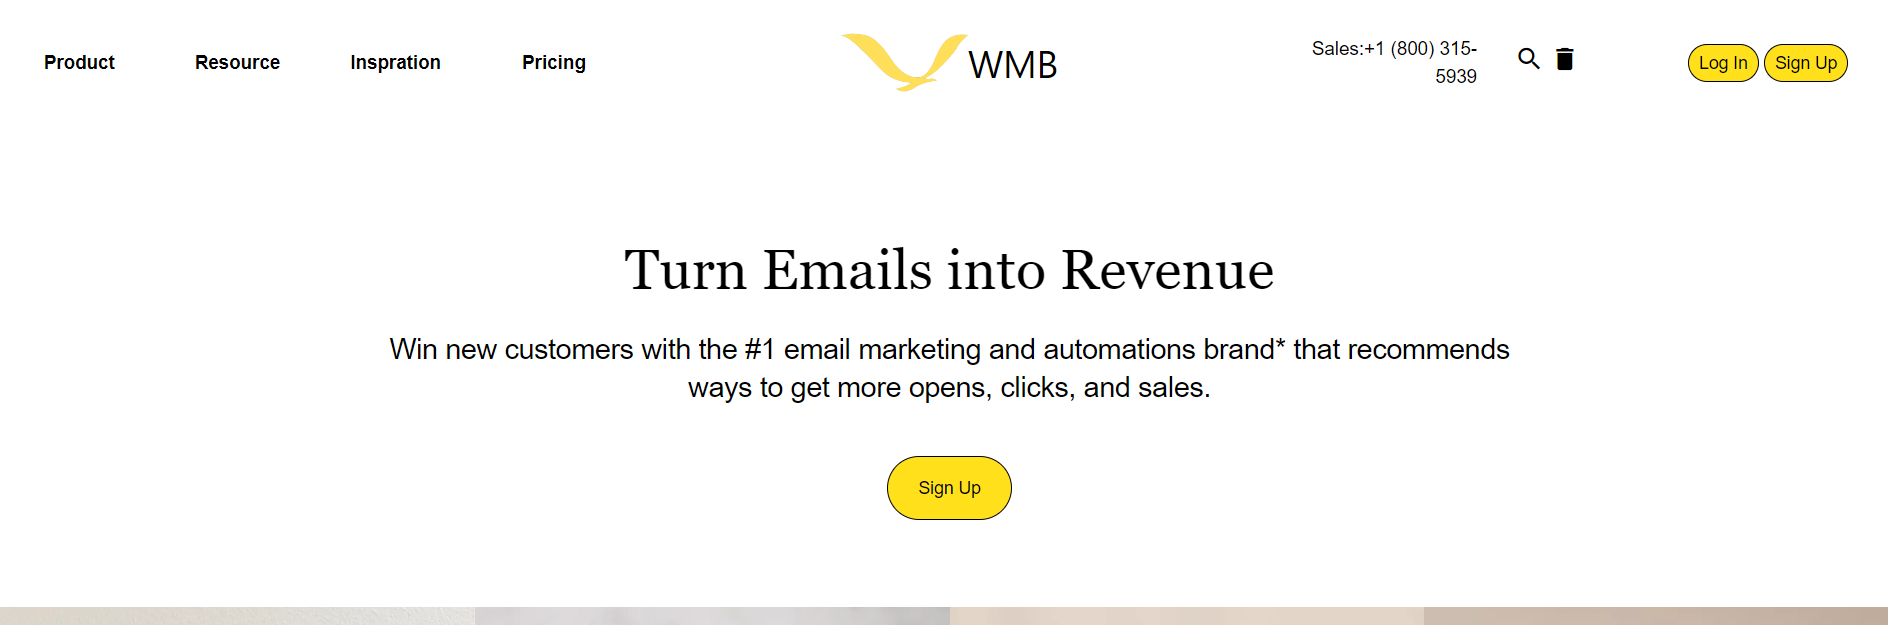 Product
Resource
Inspration
Pricing
WMB
Sales:+1 (800) 315-
5939
Log In
Sign Up
Turn Emails into Revenue
Win new customers with the #1 email marketing and automations brand* that recommends
ways to get more opens, clicks, and sales.
Sign Up